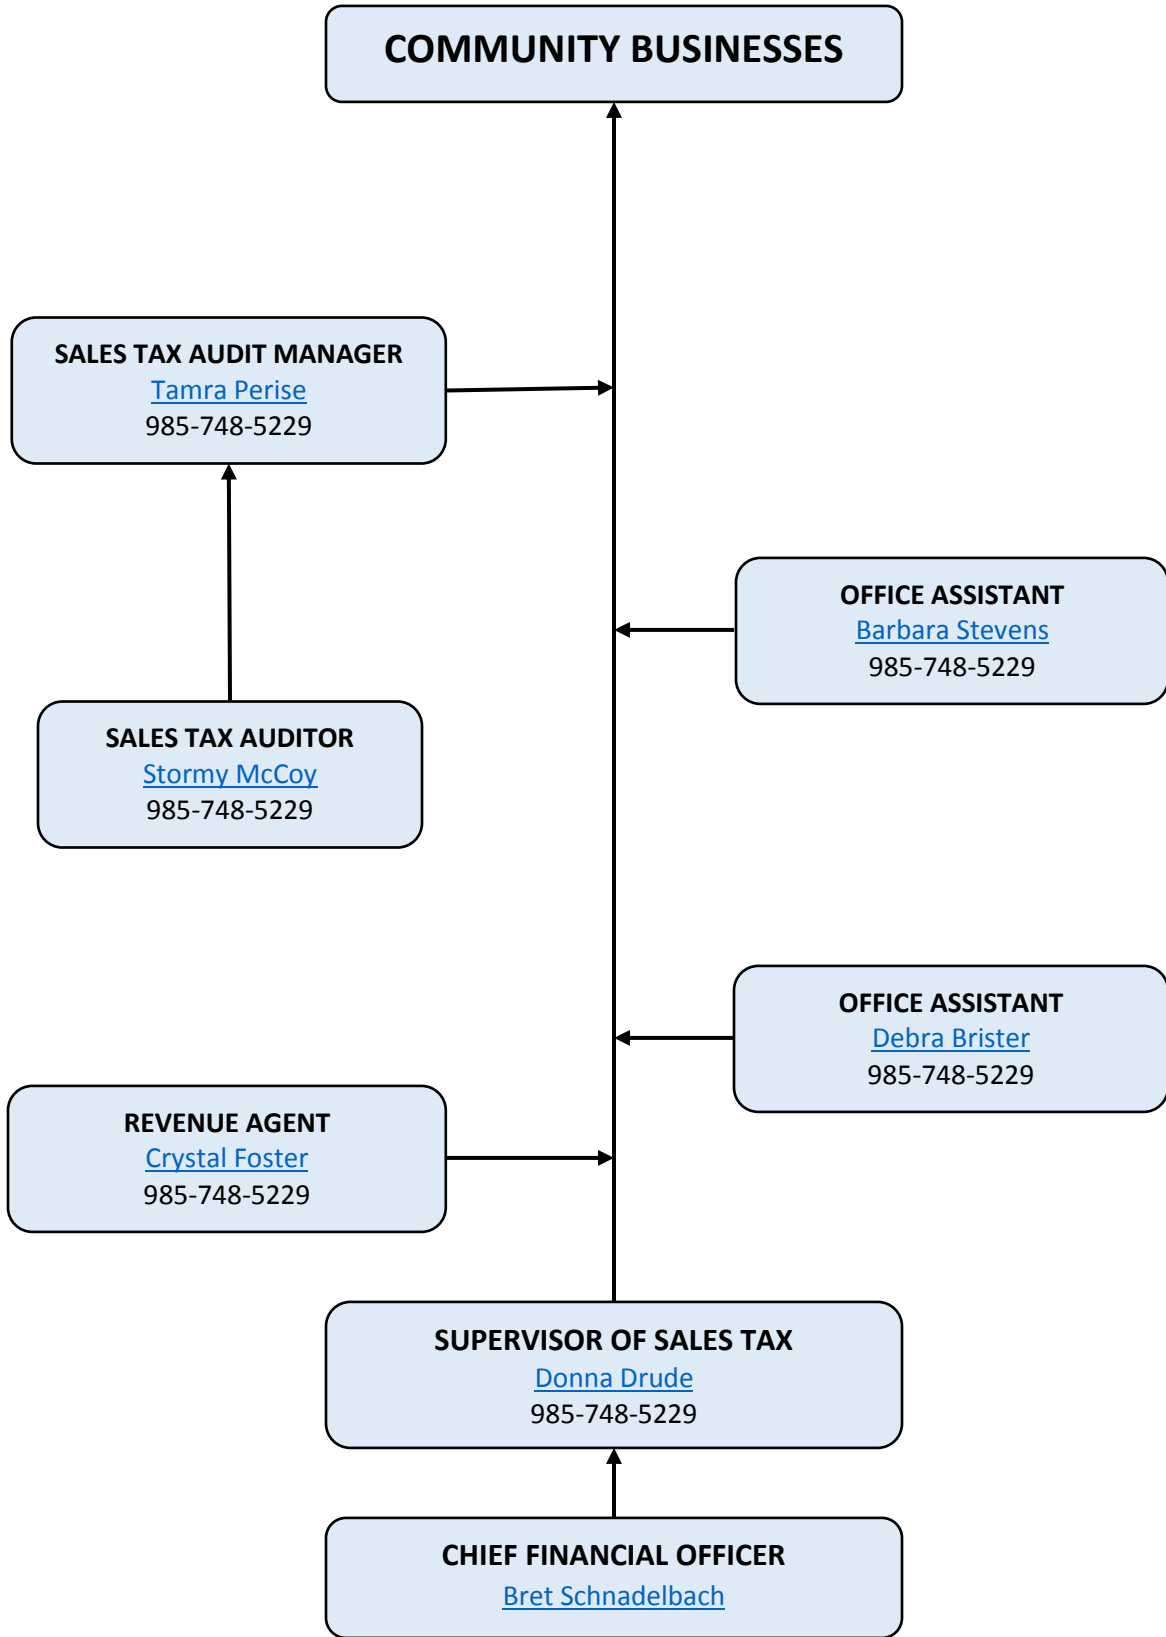 COMMUNITY BUSINESSES
SALES TAX AUDIT MANAGER
Tamra Perise
985-748-5229
OFFICE ASSISTANT
Barbara Stevens
985-748-5229
SALES TAX AUDITOR
Stormy McCoy
985-748-5229
OFFICE ASSISTANT
Debra Brister
985-748-5229
REVENUE AGENT
Crystal Foster
985-748-5229
SUPERVISOR OF SALES TAX
Donna Drude
985-748-5229
CHIEF FINANCIAL OFFICER
Bret Schnadelbach